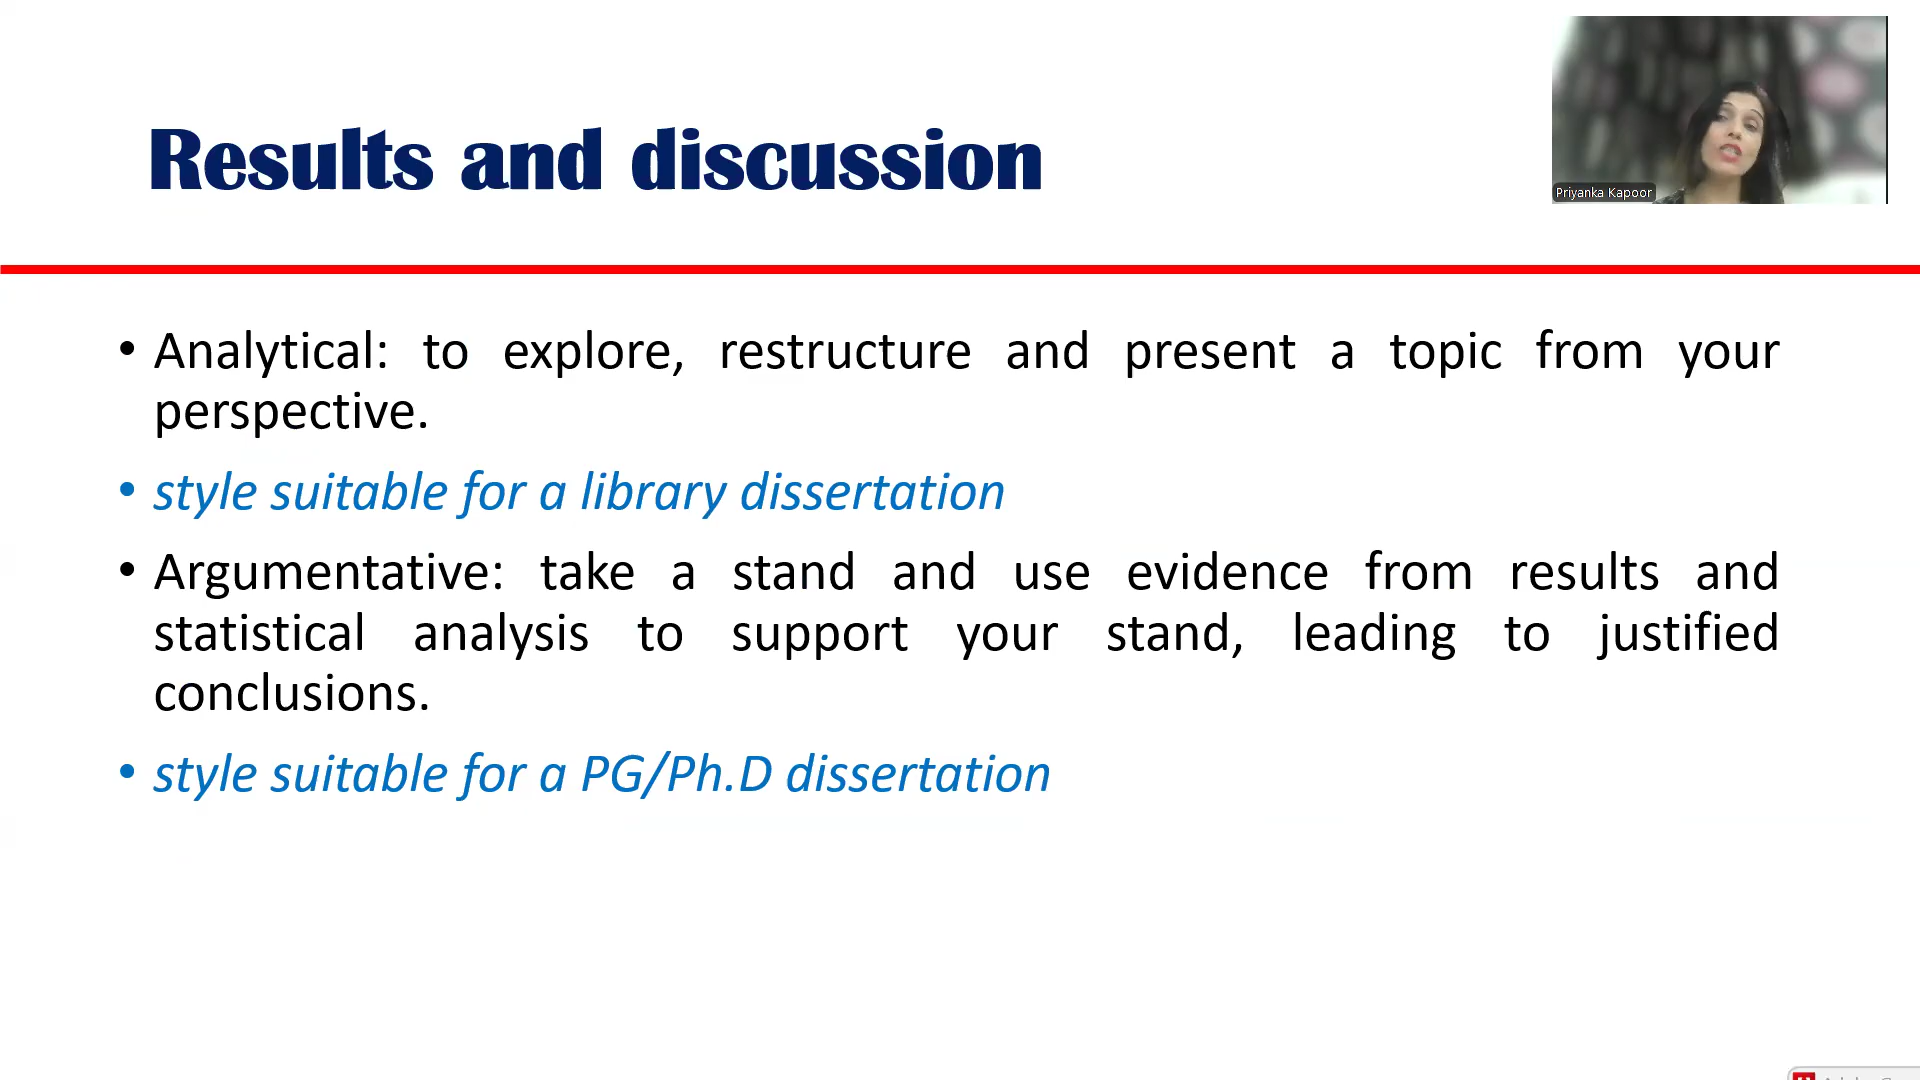 Results and discussion
Priyanka Kapoor
• Analytical: to explore, restructure and present a topic from your
perspective.
• style suitable for a library dissertation
• Argumentative: take a stand and use evidence from results and
statistical analysis to support your stand, leading to justified
conclusions.
• style suitable for a PG/Ph.D dissertation